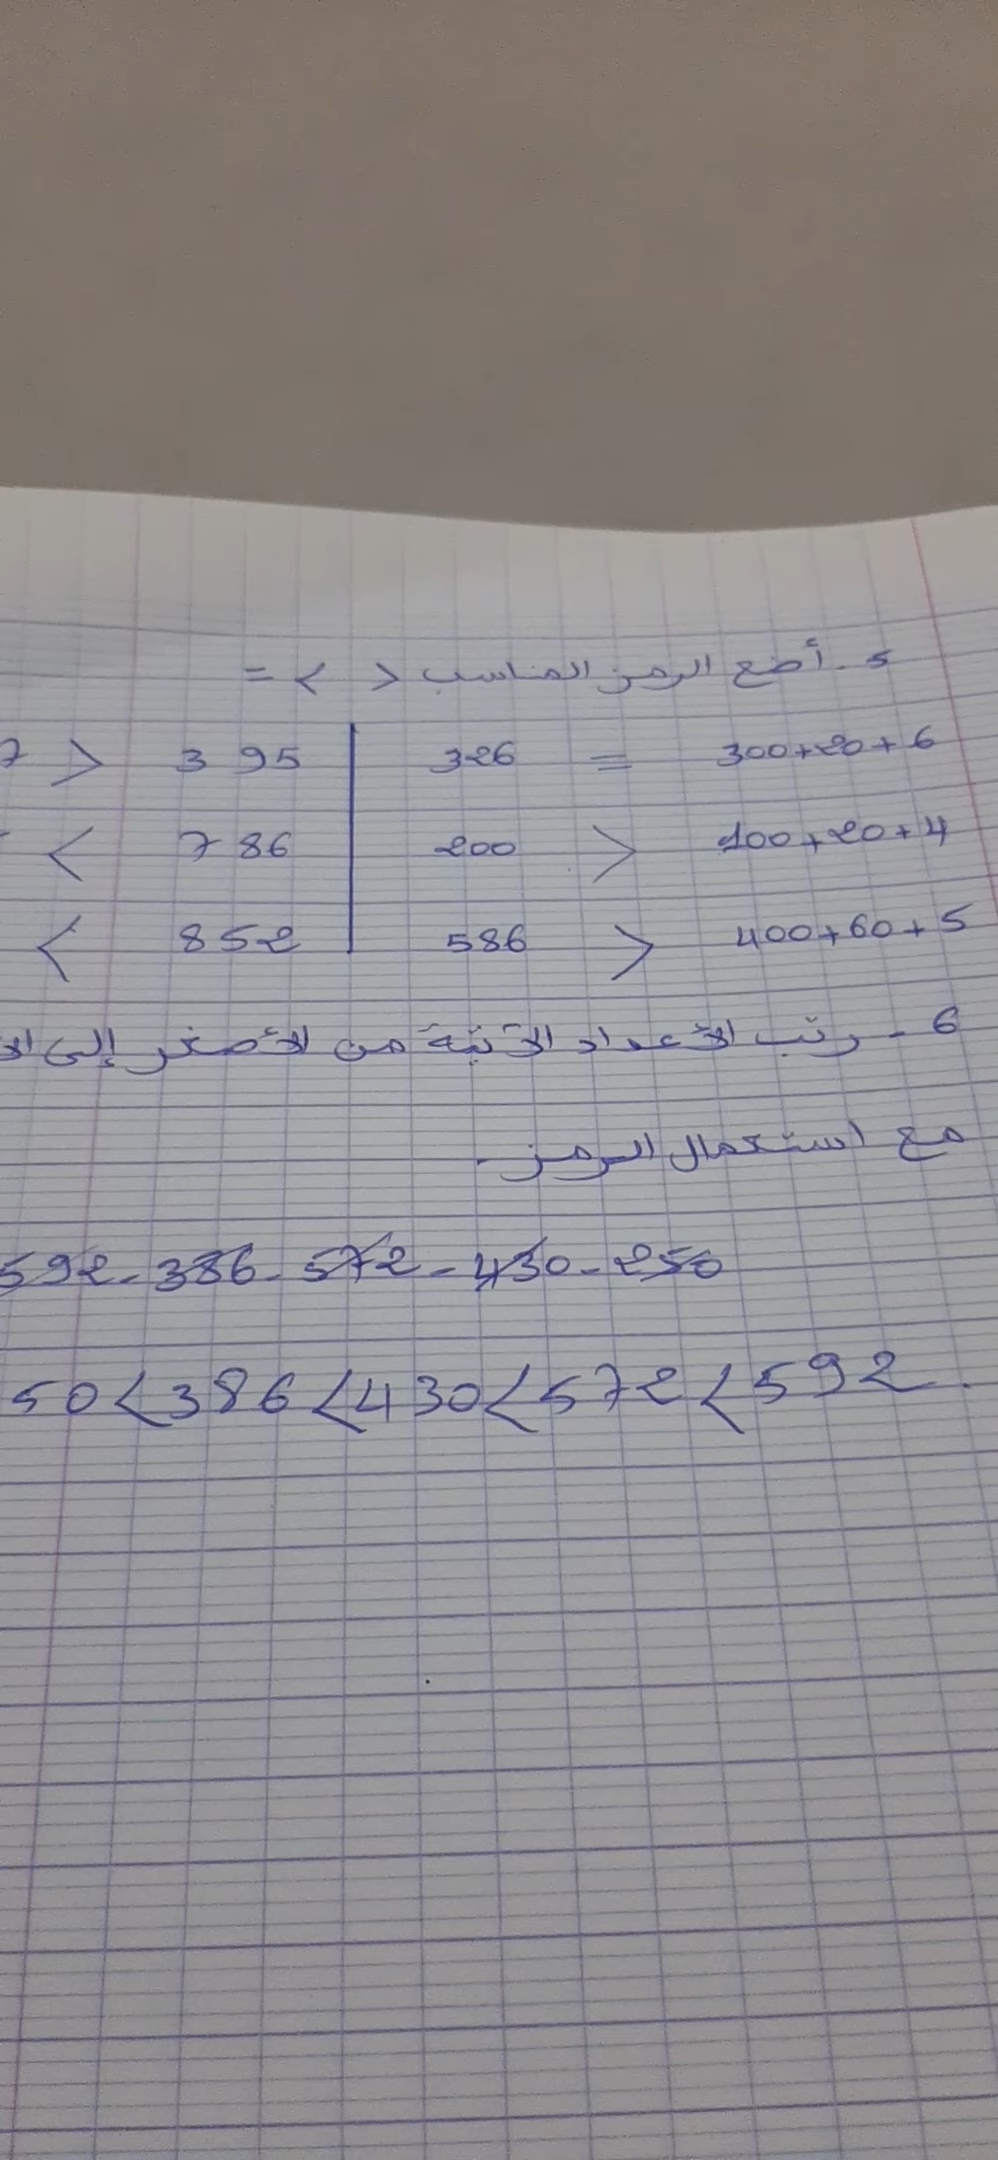 5 - أضع الرمز المناسب < > < =
> 395 | 326 = 300+20+6
< 786 | 200 > 100+20+4
< 852 | 586 > 400+60+5
6 - رتب الأعداد الآتية من الأصغر إلى
مع استعمال الرمز.
592 - 386 - 572 - 430 - 250
50 < 386 < 430 < 572 < 592.